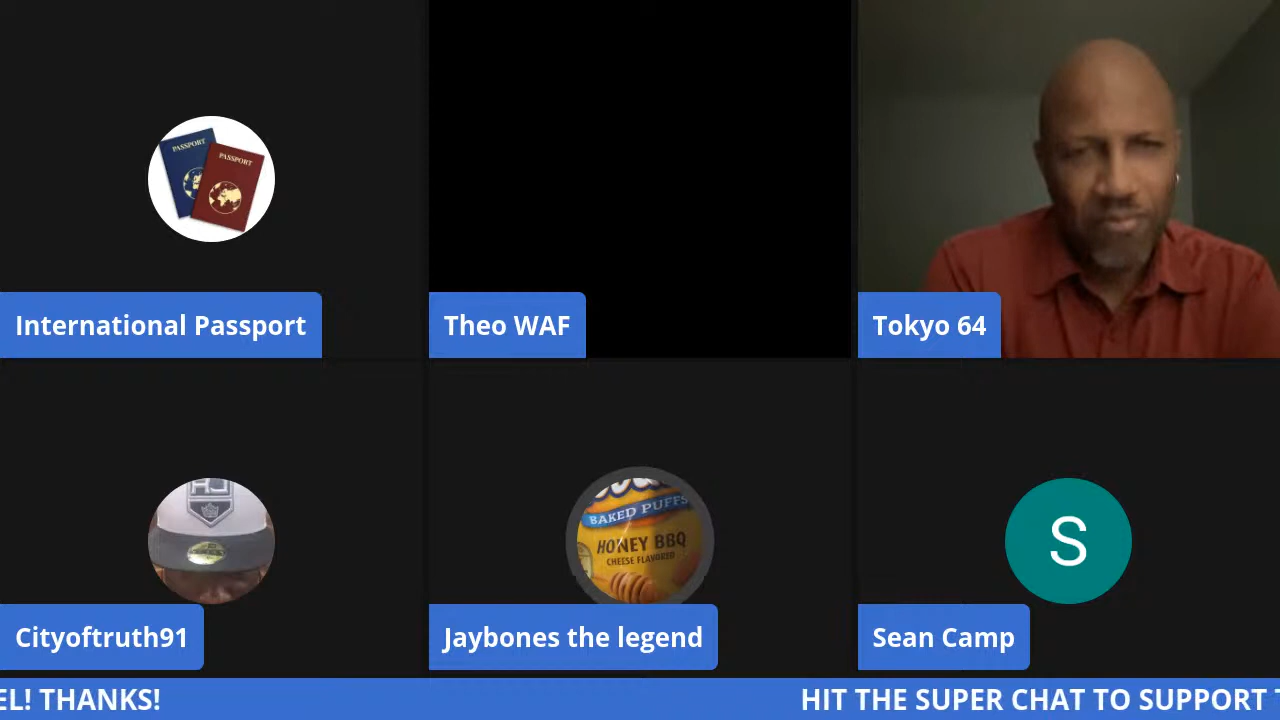 PASSPORT
PASSPORT
International Passport
Theo WAF
Tokyo 64
Cityoftruth91
BAKED PUFFS
HONEY BBQ
CHEESE FLAVORED
Jaybones the legend
S
Sean Camp
EL! THANKS!
HIT THE SUPER CHAT TO SUPPORT